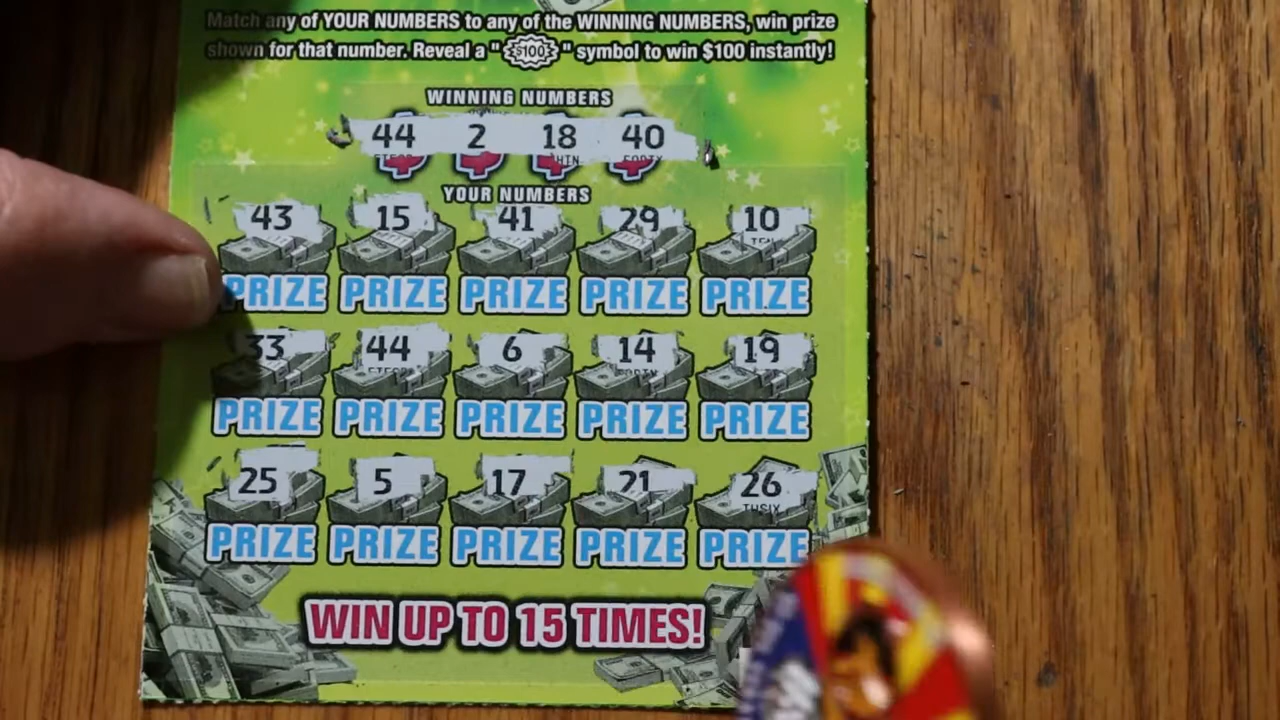 Match any of YOUR NUMBERS to any of the WINNING NUMBERS, win prize
shown for that number. Reveal a "$100" symbol to win $100 instantly!
WINNING NUMBERS
44 2 18 40
YOUR NUMBERS
43 15 41 29 10
TEN
PRIZE PRIZE PRIZE PRIZE PRIZE
33 44 6 14 19
PRIZE PRIZE PRIZE PRIZE PRIZE
25 5 17 21 26
THSIX
PRIZE PRIZE PRIZE PRIZE PRIZE
WIN UP TO 15 TIMES!